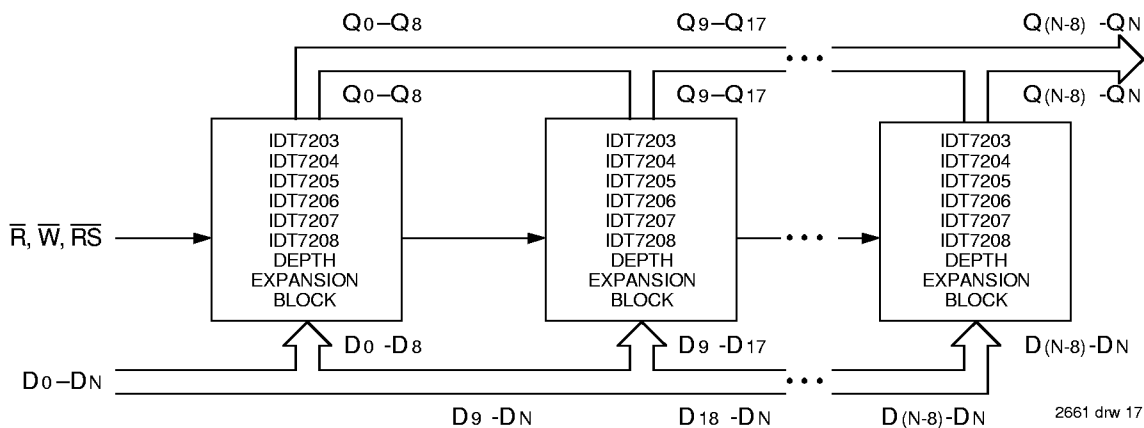 Q0–Q8 Q9–Q17 Q(N-8) -QN
Q0–Q8 Q9–Q17 Q(N-8) -QN
IDT7203 IDT7203 IDT7203
IDT7204 IDT7204 IDT7204
IDT7205 IDT7205 IDT7205
IDT7206 IDT7206 IDT7206
IDT7207 IDT7207 IDT7207
R̅, W̅, R̅S̅ IDT7208 • • • IDT7208 • • • IDT7208
DEPTH DEPTH DEPTH
EXPANSION EXPANSION EXPANSION
BLOCK BLOCK BLOCK
D0 -D8 D9 -D17 D(N-8)-DN
D0–DN
D9 -DN D18 -DN D(N-8)-DN
2661 drw 17